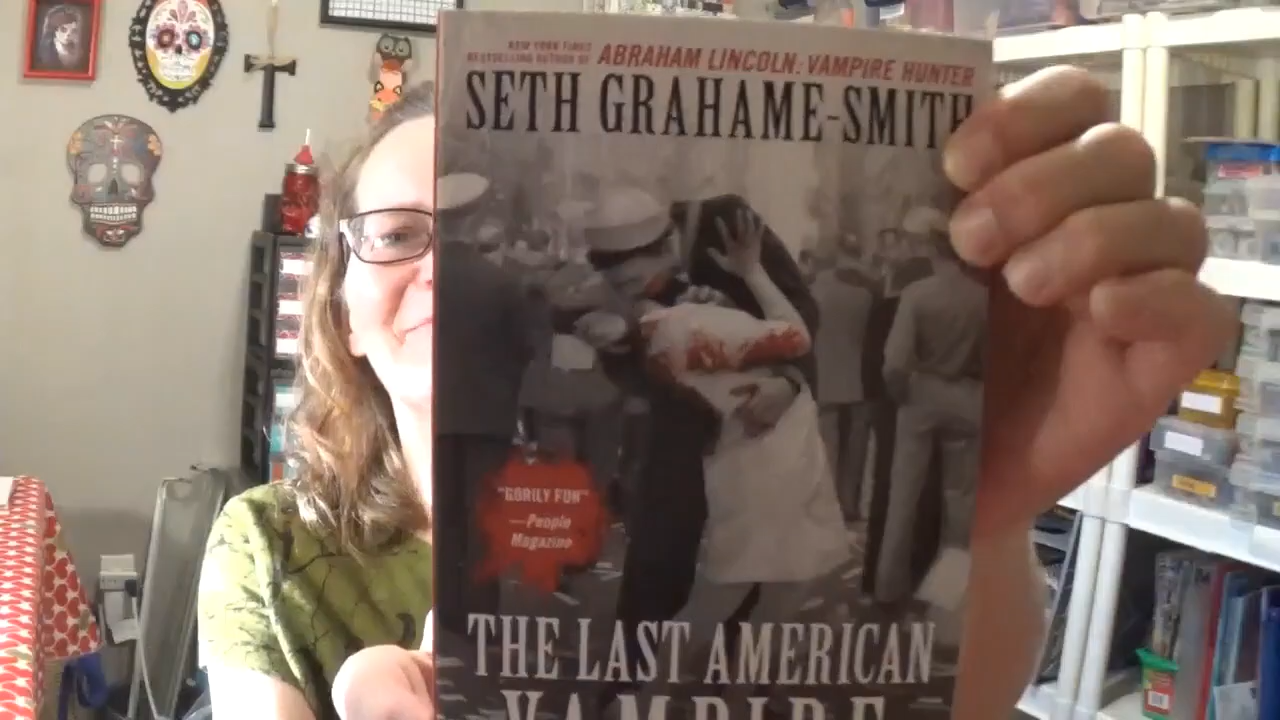 NEW YORK TIMES
BESTSELLING AUTHOR OF ABRAHAM LINCOLN: VAMPIRE HUNTER
SETH GRAHAME-SMITH
"GORILY FUN"
—People
Magazine
THE LAST AMERICAN
VAMPIRE